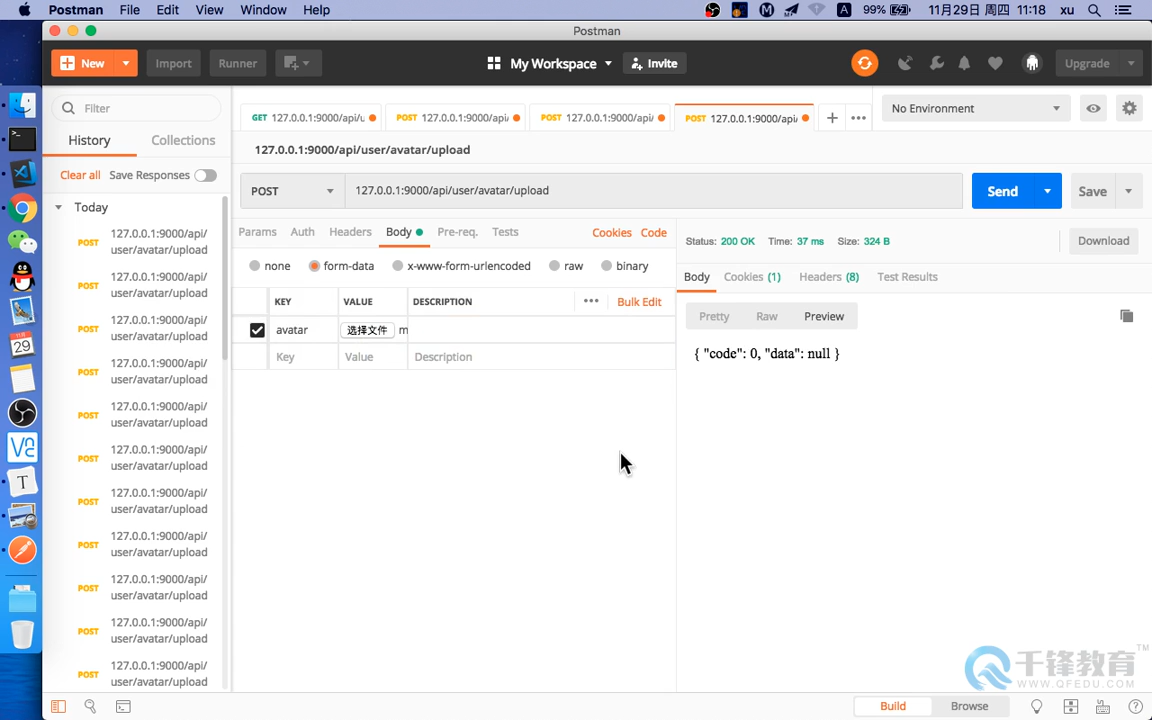 Postman File Edit View Window Help A 99% 11月29日 周四 11:18 xu
Postman
New Import Runner My Workspace Invite Upgrade
Filter
History Collections
Clear all Save Responses
Today
POST 127.0.0.1:9000/api/
user/avatar/upload
POST 127.0.0.1:9000/api/
user/avatar/upload
POST 127.0.0.1:9000/api/
user/avatar/upload
POST 127.0.0.1:9000/api/
user/avatar/upload
POST 127.0.0.1:9000/api/
user/avatar/upload
POST 127.0.0.1:9000/api/
user/avatar/upload
POST 127.0.0.1:9000/api/
user/avatar/upload
POST 127.0.0.1:9000/api/
user/avatar/upload
POST 127.0.0.1:9000/api/
user/avatar/upload
POST 127.0.0.1:9000/api/
user/avatar/upload
POST 127.0.0.1:9000/api/
user/avatar/upload
GET 127.0.0.1:9000/api/u POST 127.0.0.1:9000/api/ POST 127.0.0.1:9000/api/ POST 127.0.0.1:9000/api/ + ••• No Environment
127.0.0.1:9000/api/user/avatar/upload
POST 127.0.0.1:9000/api/user/avatar/upload Send Save
Params Auth Headers Body Pre-req. Tests Cookies Code
none form-data x-www-form-urlencoded raw binary
KEY VALUE DESCRIPTION ••• Bulk Edit
avatar 选择文件 m
Key Value Description
Status: 200 OK Time: 37 ms Size: 324 B Download
Body Cookies (1) Headers (8) Test Results
Pretty Raw Preview
{ "code": 0, "data": null }
千锋教育 TM
WWW.QFEDU.COM
Build Browse ?